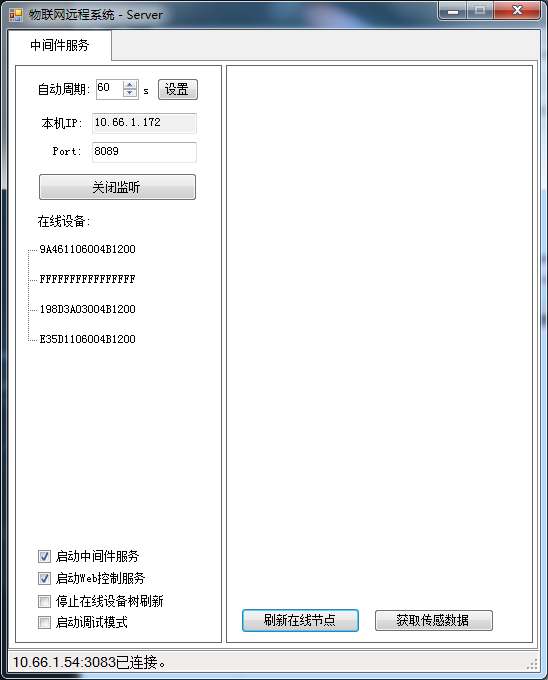 物联网远程系统 - Server
中间件服务
自动周期: 60 s 设置
本机IP: 10.66.1.172
Port: 8089
关闭监听
在线设备:
9A461106004B1200
FFFFFFFFFFFFFFFF
198D3A03004B1200
E35D1106004B1200
启动中间件服务
启动Web控制服务
停止在线设备树刷新
启动调试模式
刷新在线节点 获取传感数据
10.66.1.54:3083已连接。